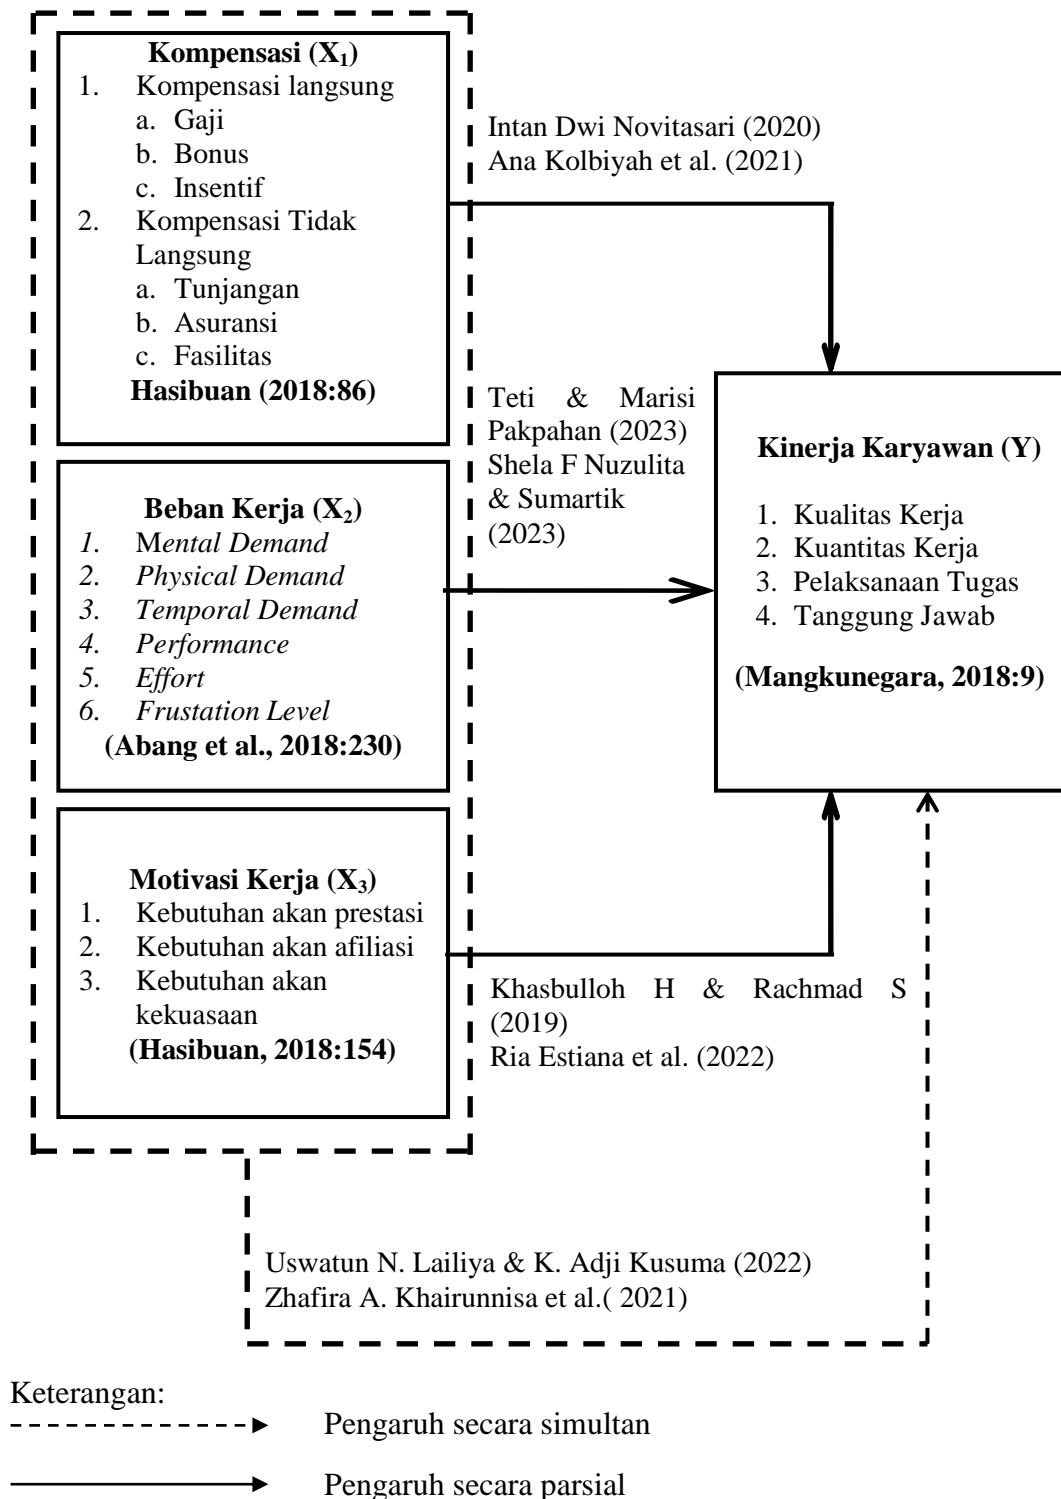 Kompensasi (X₁)
1. Kompensasi langsung
a. Gaji
b. Bonus
c. Insentif
2. Kompensasi Tidak
Langsung
a. Tunjangan
b. Asuransi
c. Fasilitas
Hasibuan (2018:86)
Intan Dwi Novitasari (2020)
Ana Kolbiyah et al. (2021)
Beban Kerja (X₂)
1. Mental Demand
2. Physical Demand
3. Temporal Demand
4. Performance
5. Effort
6. Frustation Level
(Abang et al., 2018:230)
Teti & Marisi
Pakpahan (2023)
Shela F Nuzulita
& Sumartik
(2023)
Kinerja Karyawan (Y)
1. Kualitas Kerja
2. Kuantitas Kerja
3. Pelaksanaan Tugas
4. Tanggung Jawab
(Mangkunegara, 2018:9)
Motivasi Kerja (X₃)
1. Kebutuhan akan prestasi
2. Kebutuhan akan afiliasi
3. Kebutuhan akan
kekuasaan
(Hasibuan, 2018:154)
Khasbulloh H & Rachmad S
(2019)
Ria Estiana et al. (2022)
Uswatun N. Lailiya & K. Adji Kusuma (2022)
Zhafira A. Khairunnisa et al.( 2021)
Keterangan:
Pengaruh secara simultan
Pengaruh secara parsial